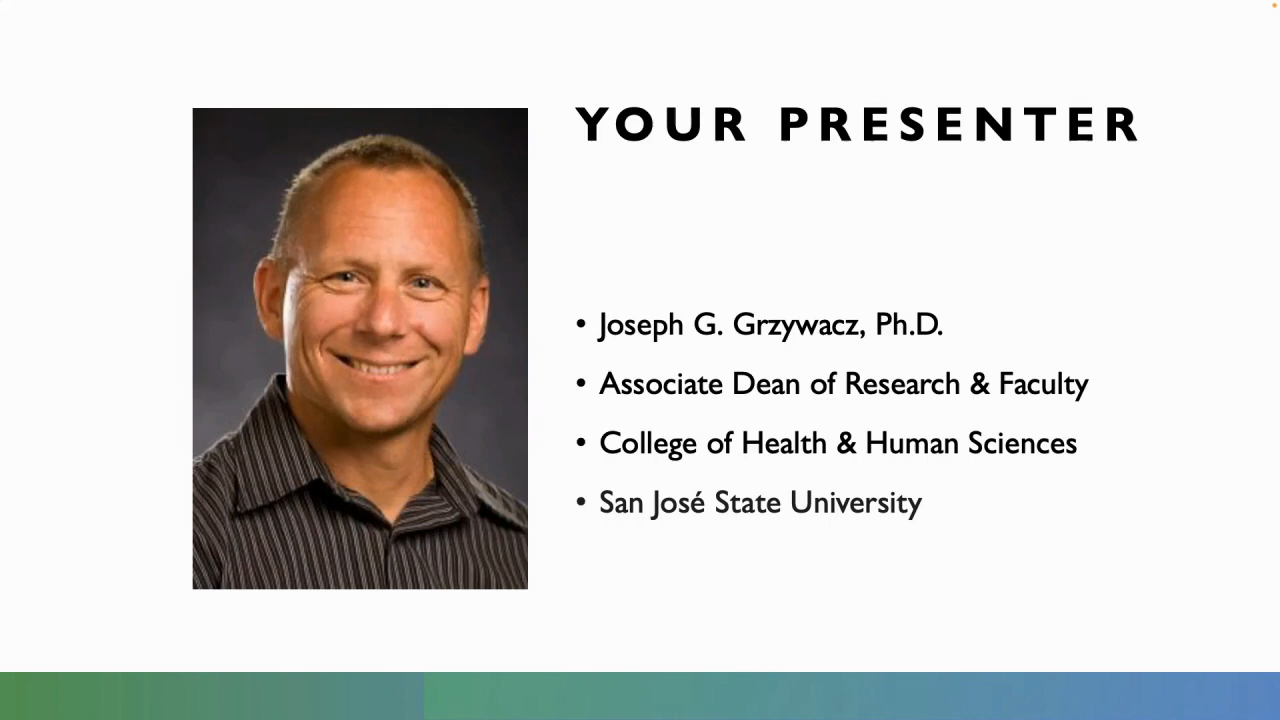 YOUR PRESENTER
• Joseph G. Grzywacz, Ph.D.
• Associate Dean of Research & Faculty
• College of Health & Human Sciences
• San José State University